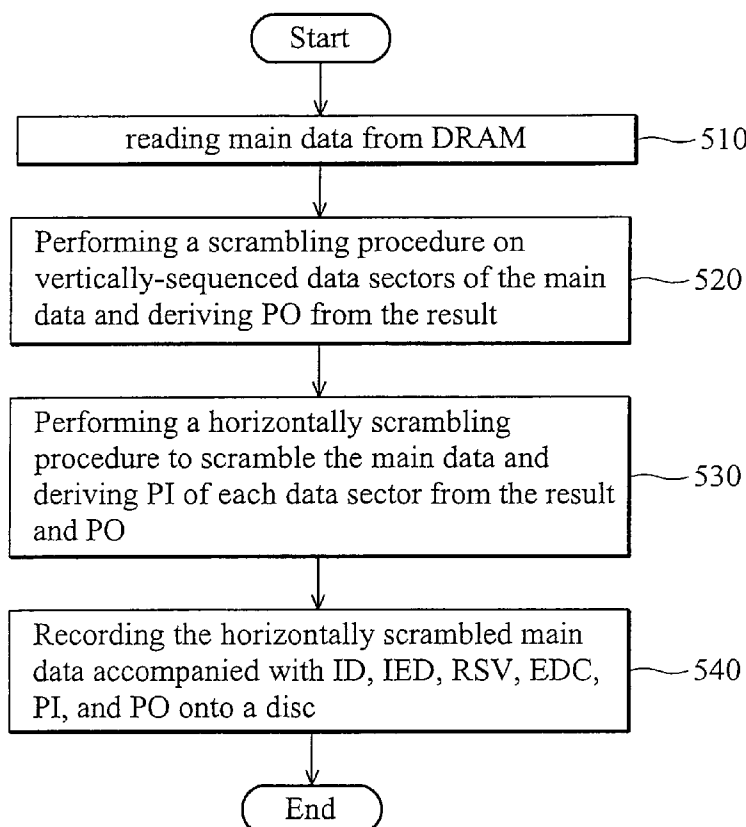 Start
reading main data from DRAM
510
Performing a scrambling procedure on
vertically-sequenced data sectors of the main
data and deriving PO from the result
520
Performing a horizontally scrambling
procedure to scramble the main data and
deriving PI of each data sector from the result
and PO
530
Recording the horizontally scrambled main
data accompanied with ID, IED, RSV, EDC,
PI, and PO onto a disc
540
End